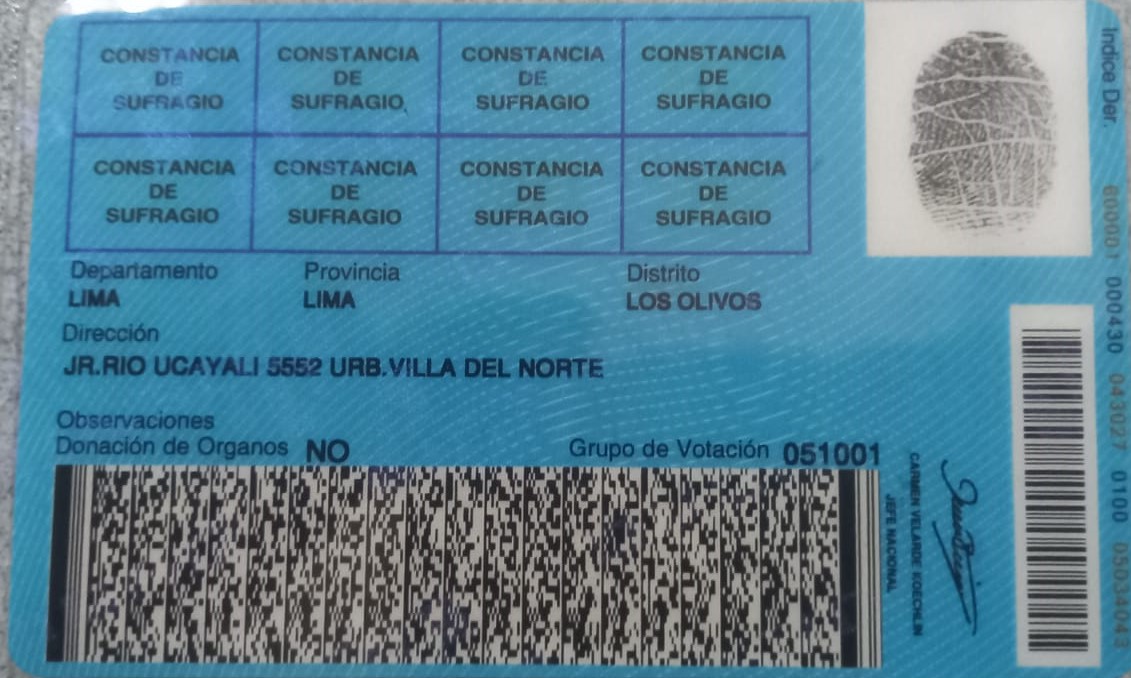 CONSTANCIA DE SUFRAGIO
CONSTANCIA DE SUFRAGIO
CONSTANCIA DE SUFRAGIO
CONSTANCIA DE SUFRAGIO
CONSTANCIA DE SUFRAGIO
CONSTANCIA DE SUFRAGIO
CONSTANCIA DE SUFRAGIO
CONSTANCIA DE SUFRAGIO
Departamento Provincia Distrito
LIMA LIMA LOS OLIVOS
Dirección
JR.RIO UCAYALI 5552 URB.VILLA DEL NORTE
Observaciones
Donación de Organos NO Grupo de Votación 051001
CARMEN VELARDE KOECHLIN
JEFE NACIONAL
Indice Der.
000430 043027 0100